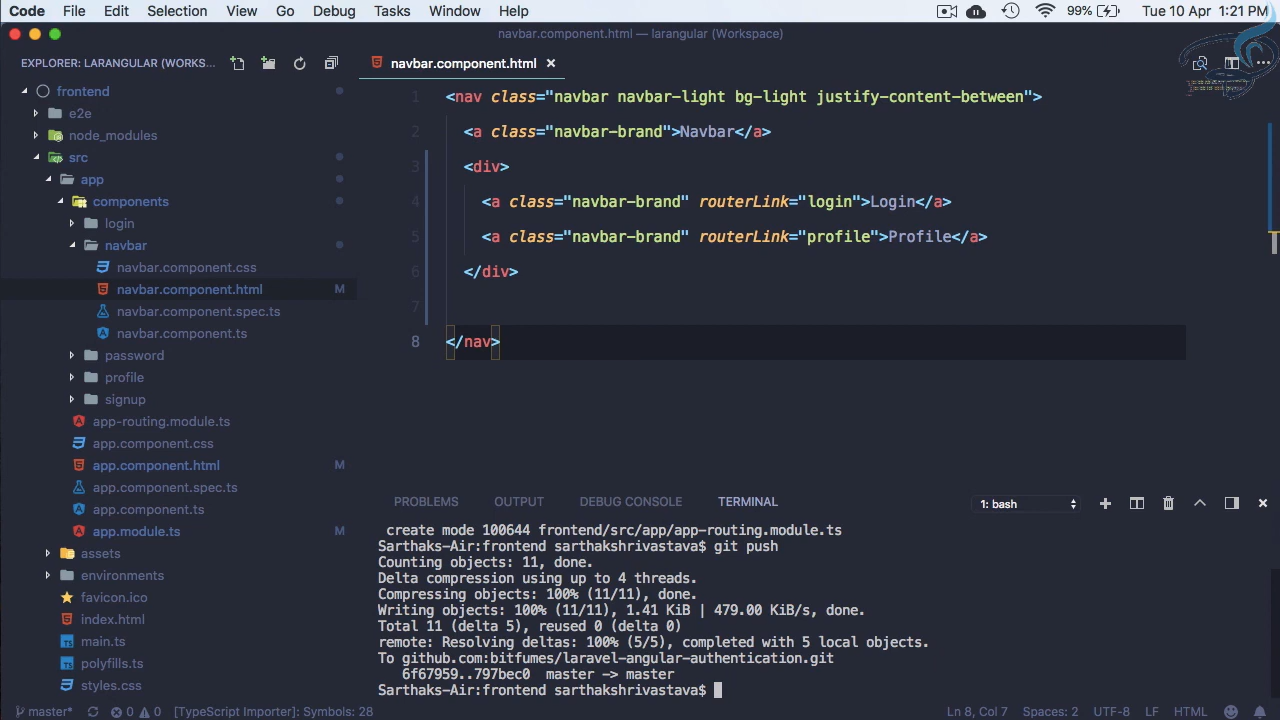 Code File Edit Selection View Go Debug Tasks Window Help 99% Tue 10 Apr 1:21 PM
navbar.component.html — larangular (Workspace)
EXPLORER: LARANGULAR (WORKS...
navbar.component.html
frontend
e2e
node_modules
src
app
components
login
navbar
navbar.component.css
navbar.component.html M
navbar.component.spec.ts
navbar.component.ts
password
profile
signup
app-routing.module.ts
app.component.css
app.component.html M
app.component.spec.ts
app.component.ts
app.module.ts M
assets
environments
favicon.ico
index.html
main.ts
polyfills.ts
styles.css
1 <nav class="navbar navbar-light bg-light justify-content-between">
2 <a class="navbar-brand">Navbar</a>
3 <div>
4 <a class="navbar-brand" routerLink="login">Login</a>
5 <a class="navbar-brand" routerLink="profile">Profile</a>
6 </div>
7
8 </nav>
PROBLEMS OUTPUT DEBUG CONSOLE TERMINAL 1: bash
create mode 100644 frontend/src/app/app-routing.module.ts
Sarthaks-Air:frontend sarthakshrivastava$ git push
Counting objects: 11, done.
Delta compression using up to 4 threads.
Compressing objects: 100% (11/11), done.
Writing objects: 100% (11/11), 1.41 KiB | 479.00 KiB/s, done.
Total 11 (delta 5), reused 0 (delta 0)
remote: Resolving deltas: 100% (5/5), completed with 5 local objects.
To github.com:bitfumes/laravel-angular-authentication.git
6f67959..797bec0 master -> master
Sarthaks-Air:frontend sarthakshrivastava$
master* 0 0 [TypeScript Importer]: Symbols: 28 Ln 8, Col 7 Spaces: 2 UTF-8 LF HTML